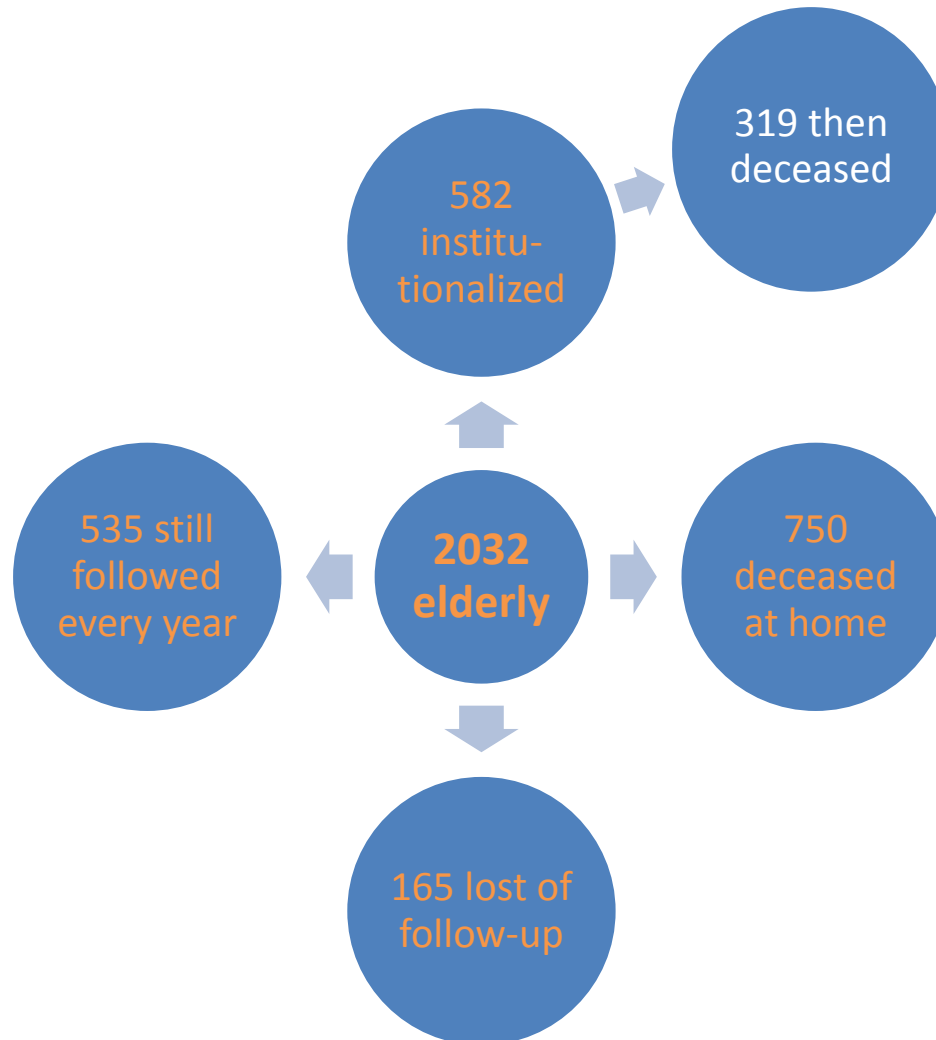 319 then
deceased
582
institu-
tionalized
535 still
followed
every year
2032
elderly
750
deceased
at home
165 lost of
follow-up